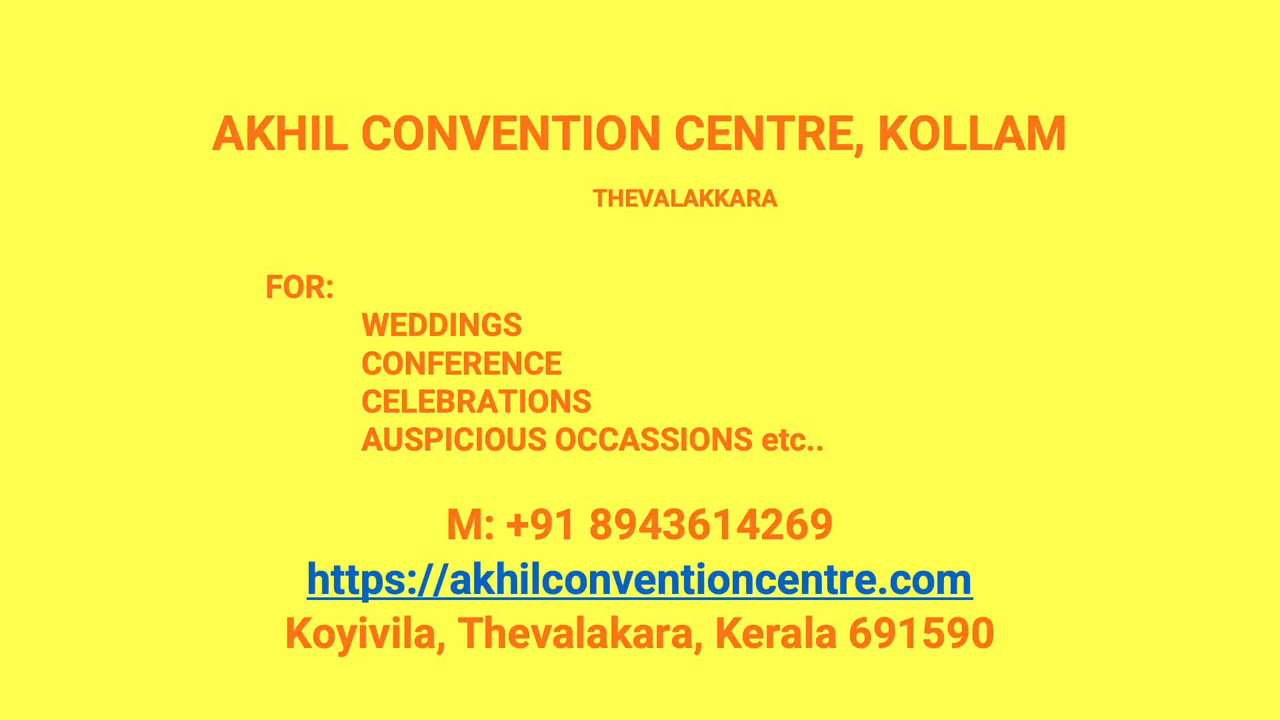 AKHIL CONVENTION CENTRE, KOLLAM
THEVALAKKARA
FOR:
WEDDINGS
CONFERENCE
CELEBRATIONS
AUSPICIOUS OCCASSIONS etc..
M: +91 8943614269
https://akhilconventioncentre.com
Koyivila, Thevalakara, Kerala 691590